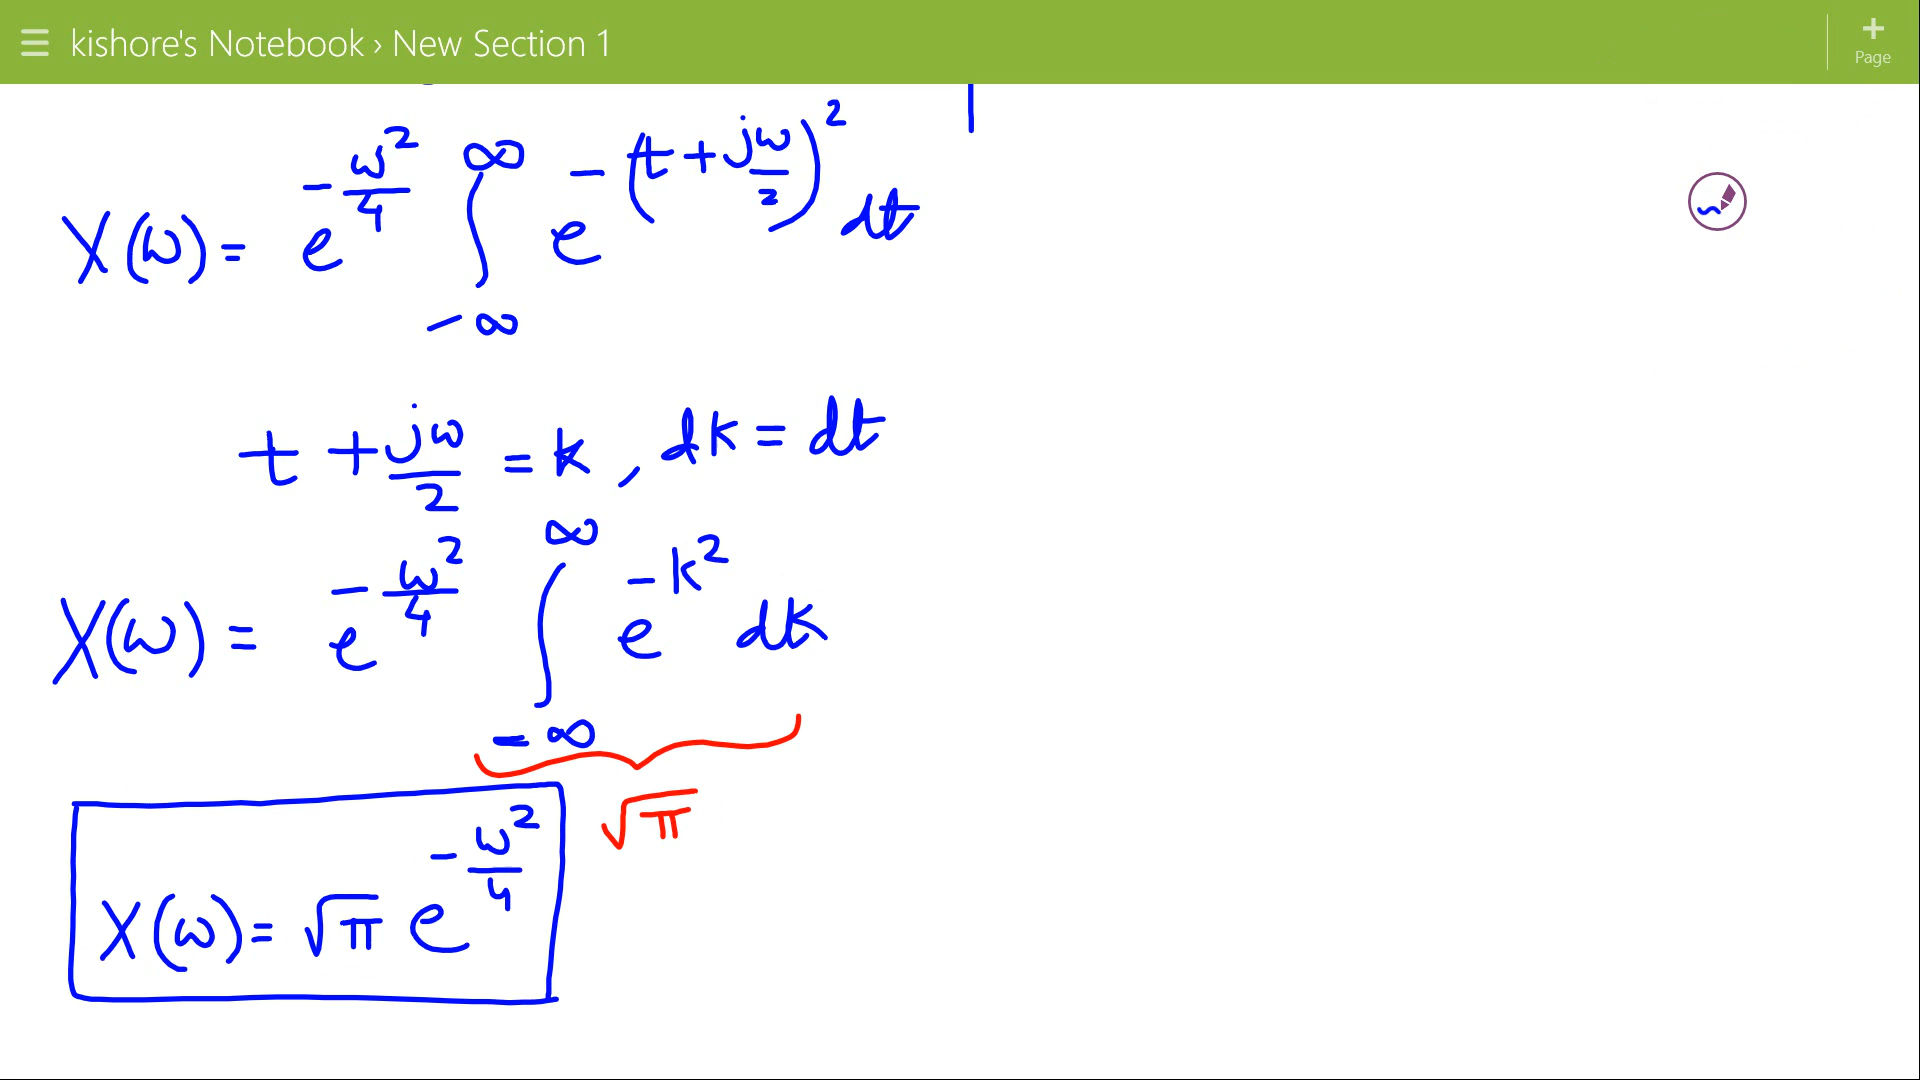 kishore's Notebook › New Section 1
+ Page
X(ω) = e^{-ω²/4} ∫_{-∞}^{∞} e^{-(t + jω/2)²} dt
t + jω/2 = k, dk = dt
X(ω) = e^{-ω²/4} ∫_{-∞}^{∞} e^{-k²} dk
√π
X(ω) = √π e^{-ω²/4}